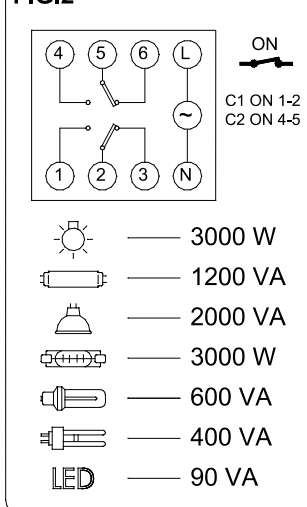 FIG.2
4 5 6 L
ON
C1 ON 1-2
C2 ON 4-5
~
1 2 3 N
3000 W
1200 VA
2000 VA
3000 W
600 VA
400 VA
LED 90 VA